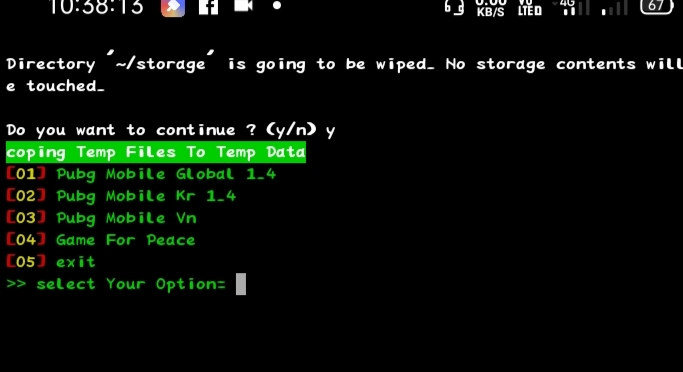 10:38:13 KB/S LTED 4G 67
Directory '~/storage' is going to be wiped. No storage contents will
e touched.
Do you want to continue ? (y/n) y
coping Temp Files To Temp Data
[01] Pubg Mobile Global 1.4
[02] Pubg Mobile Kr 1.4
[03] Pubg Mobile Vn
[04] Game For Peace
[05] exit
>> select Your Option=